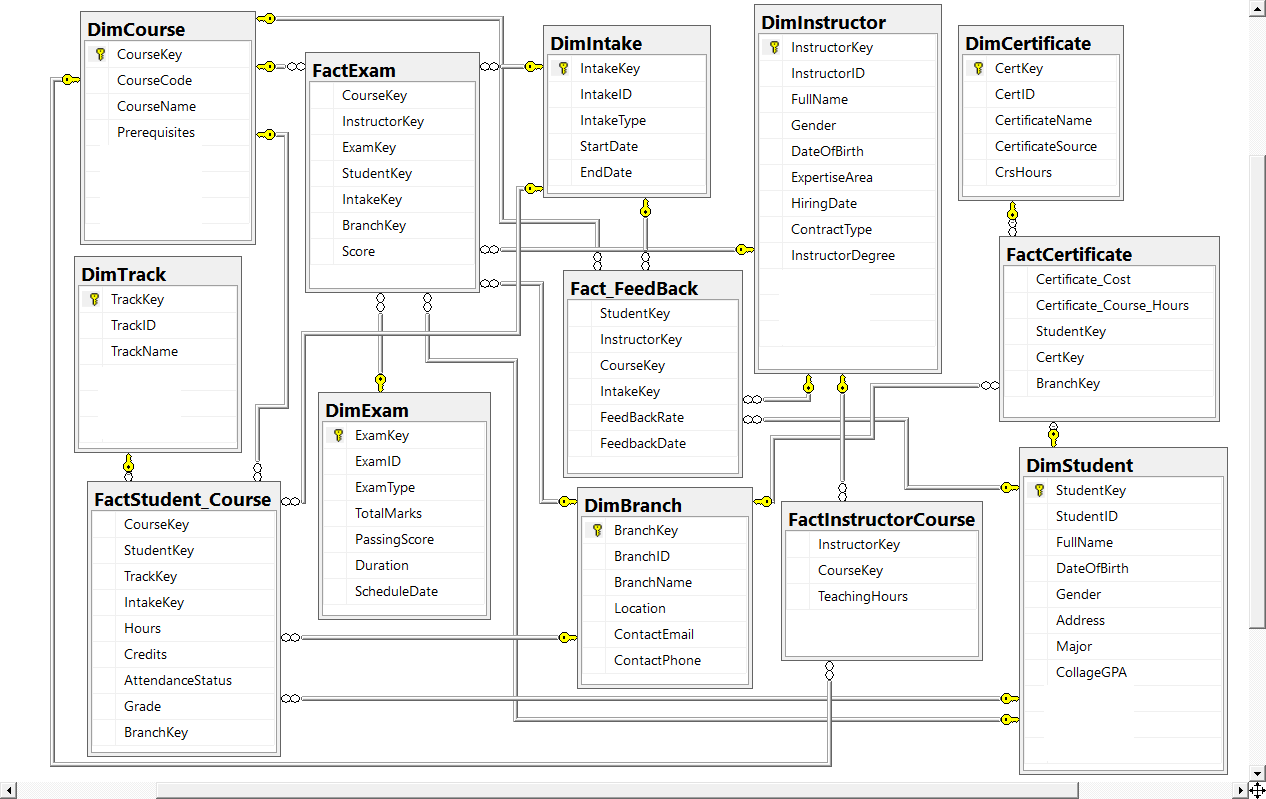 DimCourse
CourseKey
CourseCode
CourseName
Prerequisites
FactExam
CourseKey
InstructorKey
ExamKey
StudentKey
IntakeKey
BranchKey
Score
DimIntake
IntakeKey
IntakeID
IntakeType
StartDate
EndDate
DimInstructor
InstructorKey
InstructorID
FullName
Gender
DateOfBirth
ExpertiseArea
HiringDate
ContractType
InstructorDegree
DimCertificate
CertKey
CertID
CertificateName
CertificateSource
CrsHours
DimTrack
TrackKey
TrackID
TrackName
Fact_FeedBack
StudentKey
InstructorKey
CourseKey
IntakeKey
FeedBackRate
FeedbackDate
FactCertificate
Certificate_Cost
Certificate_Course_Hours
StudentKey
CertKey
BranchKey
DimExam
ExamKey
ExamID
ExamType
TotalMarks
PassingScore
Duration
ScheduleDate
FactStudent_Course
CourseKey
StudentKey
TrackKey
IntakeKey
Hours
Credits
AttendanceStatus
Grade
BranchKey
DimBranch
BranchKey
BranchID
BranchName
Location
ContactEmail
ContactPhone
FactInstructorCourse
InstructorKey
CourseKey
TeachingHours
DimStudent
StudentKey
StudentID
FullName
DateOfBirth
Gender
Address
Major
CollageGPA